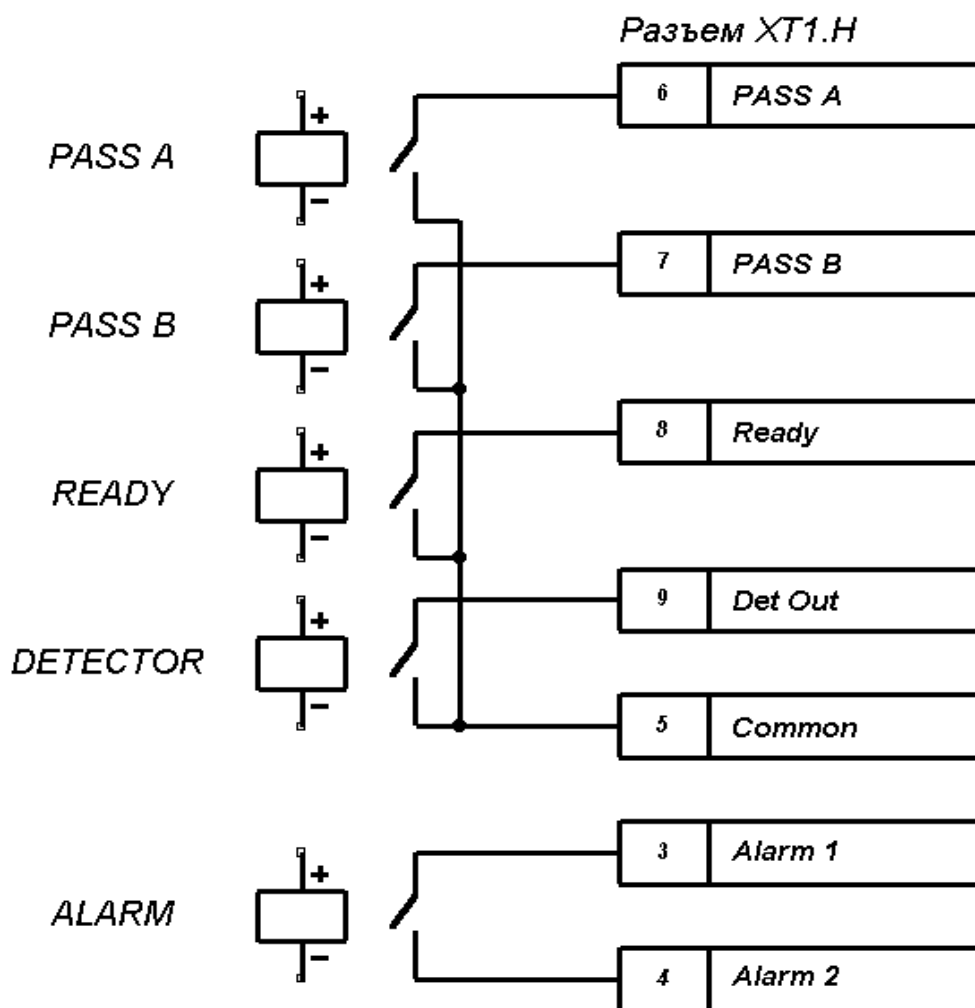 Разъем XT1.H
6 PASS A
PASS A
+
−
7 PASS B
PASS B
+
−
8 Ready
READY
+
−
9 Det Out
DETECTOR
+
−
5 Common
3 Alarm 1
ALARM
+
−
4 Alarm 2